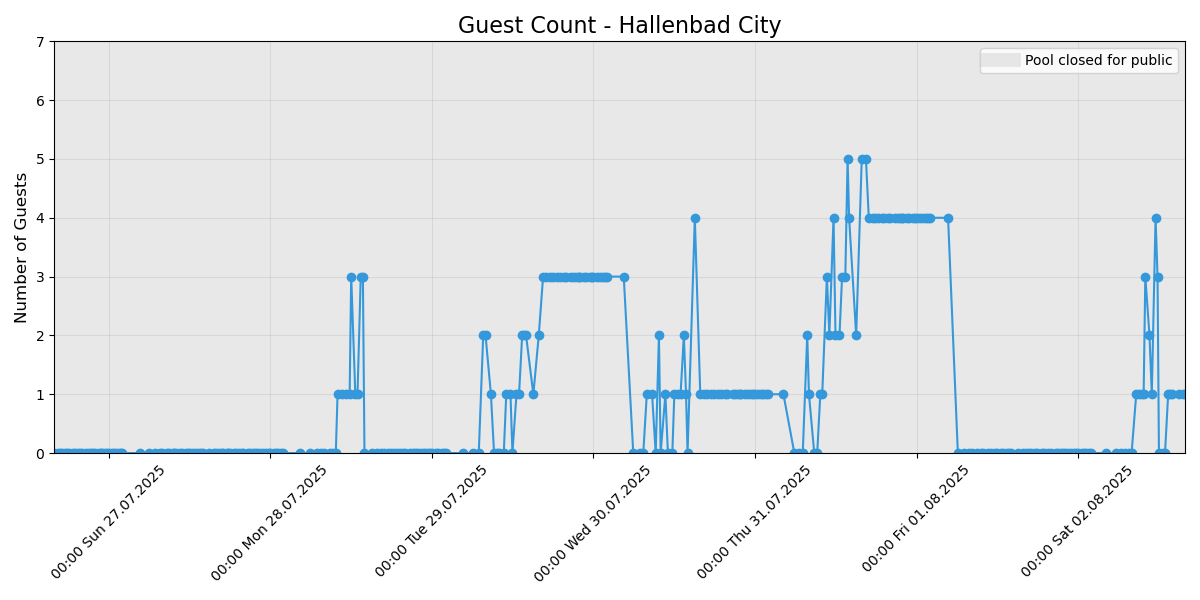 Guest Count - Hallenbad City
Pool closed for public
Number of Guests
7
6
5
4
3
2
1
0
00:00 Sun 27.07.2025
00:00 Mon 28.07.2025
00:00 Tue 29.07.2025
00:00 Wed 30.07.2025
00:00 Thu 31.07.2025
00:00 Fri 01.08.2025
00:00 Sat 02.08.2025